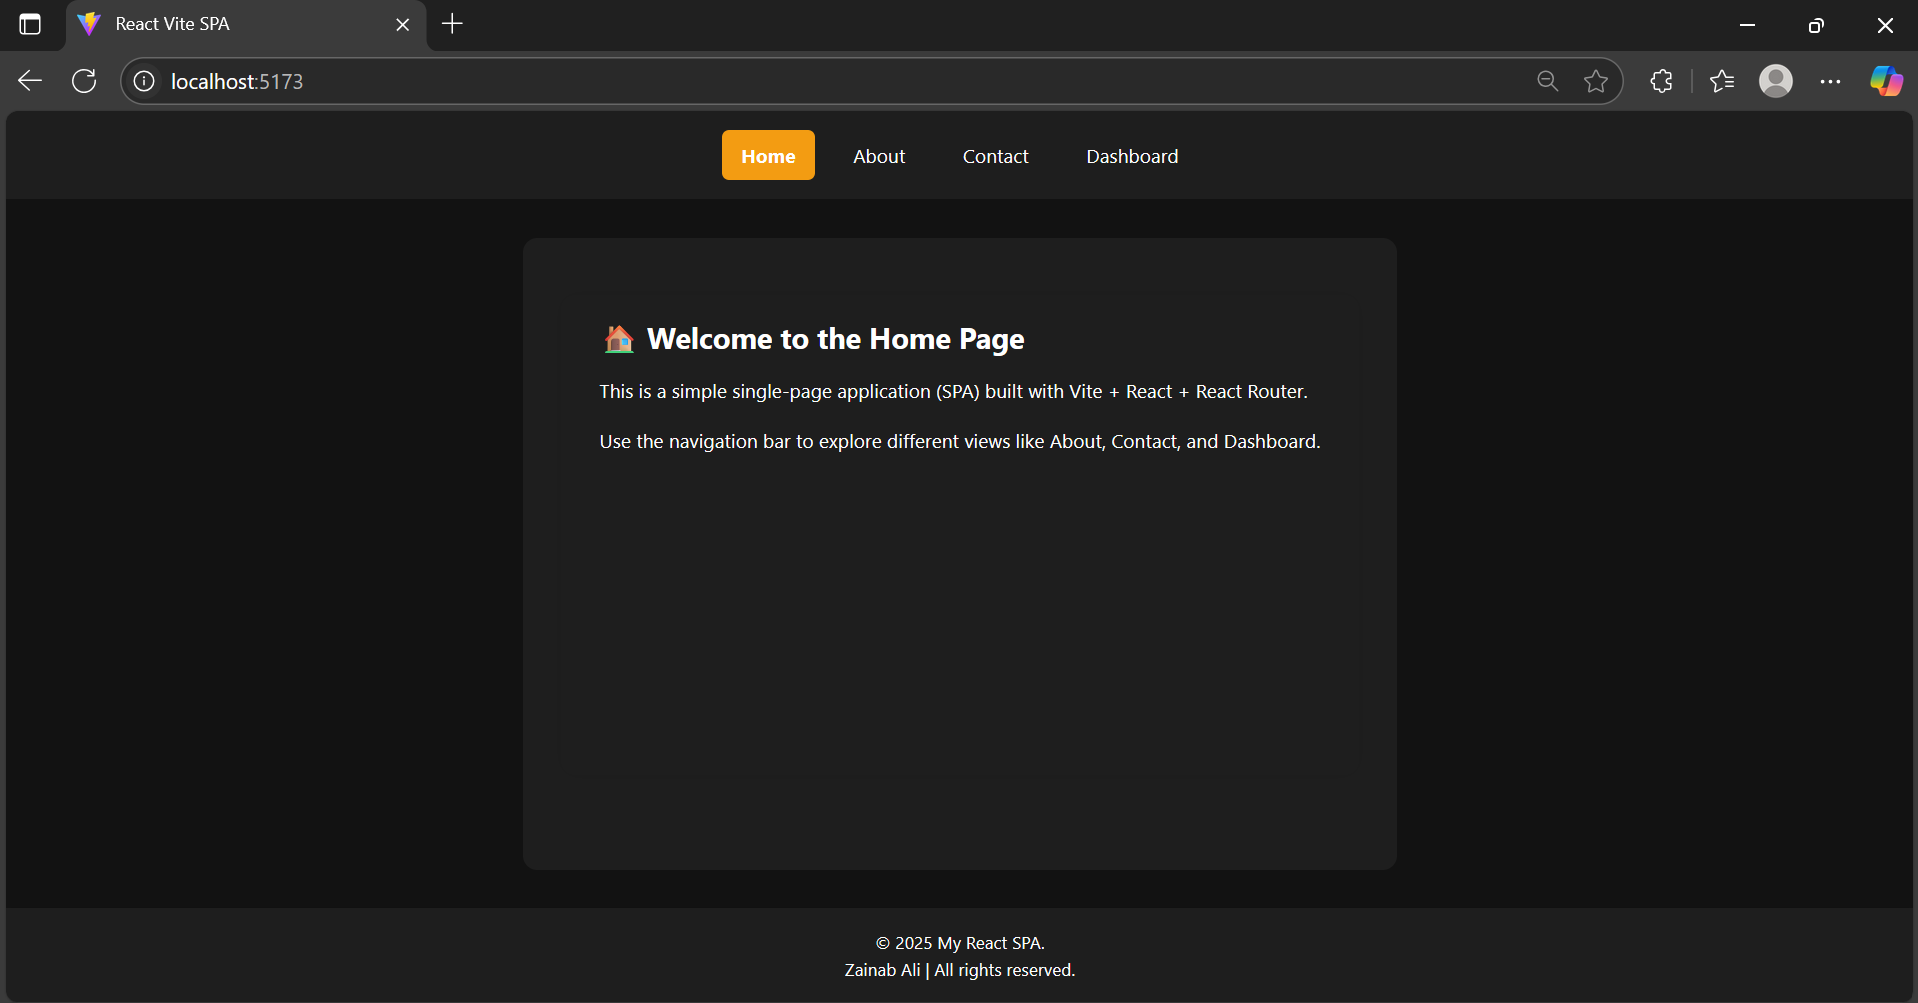 React Vite SPA
localhost:5173
Home About Contact Dashboard
🏠 Welcome to the Home Page
This is a simple single-page application (SPA) built with Vite + React + React Router.
Use the navigation bar to explore different views like About, Contact, and Dashboard.
© 2025 My React SPA.
Zainab Ali | All rights reserved.